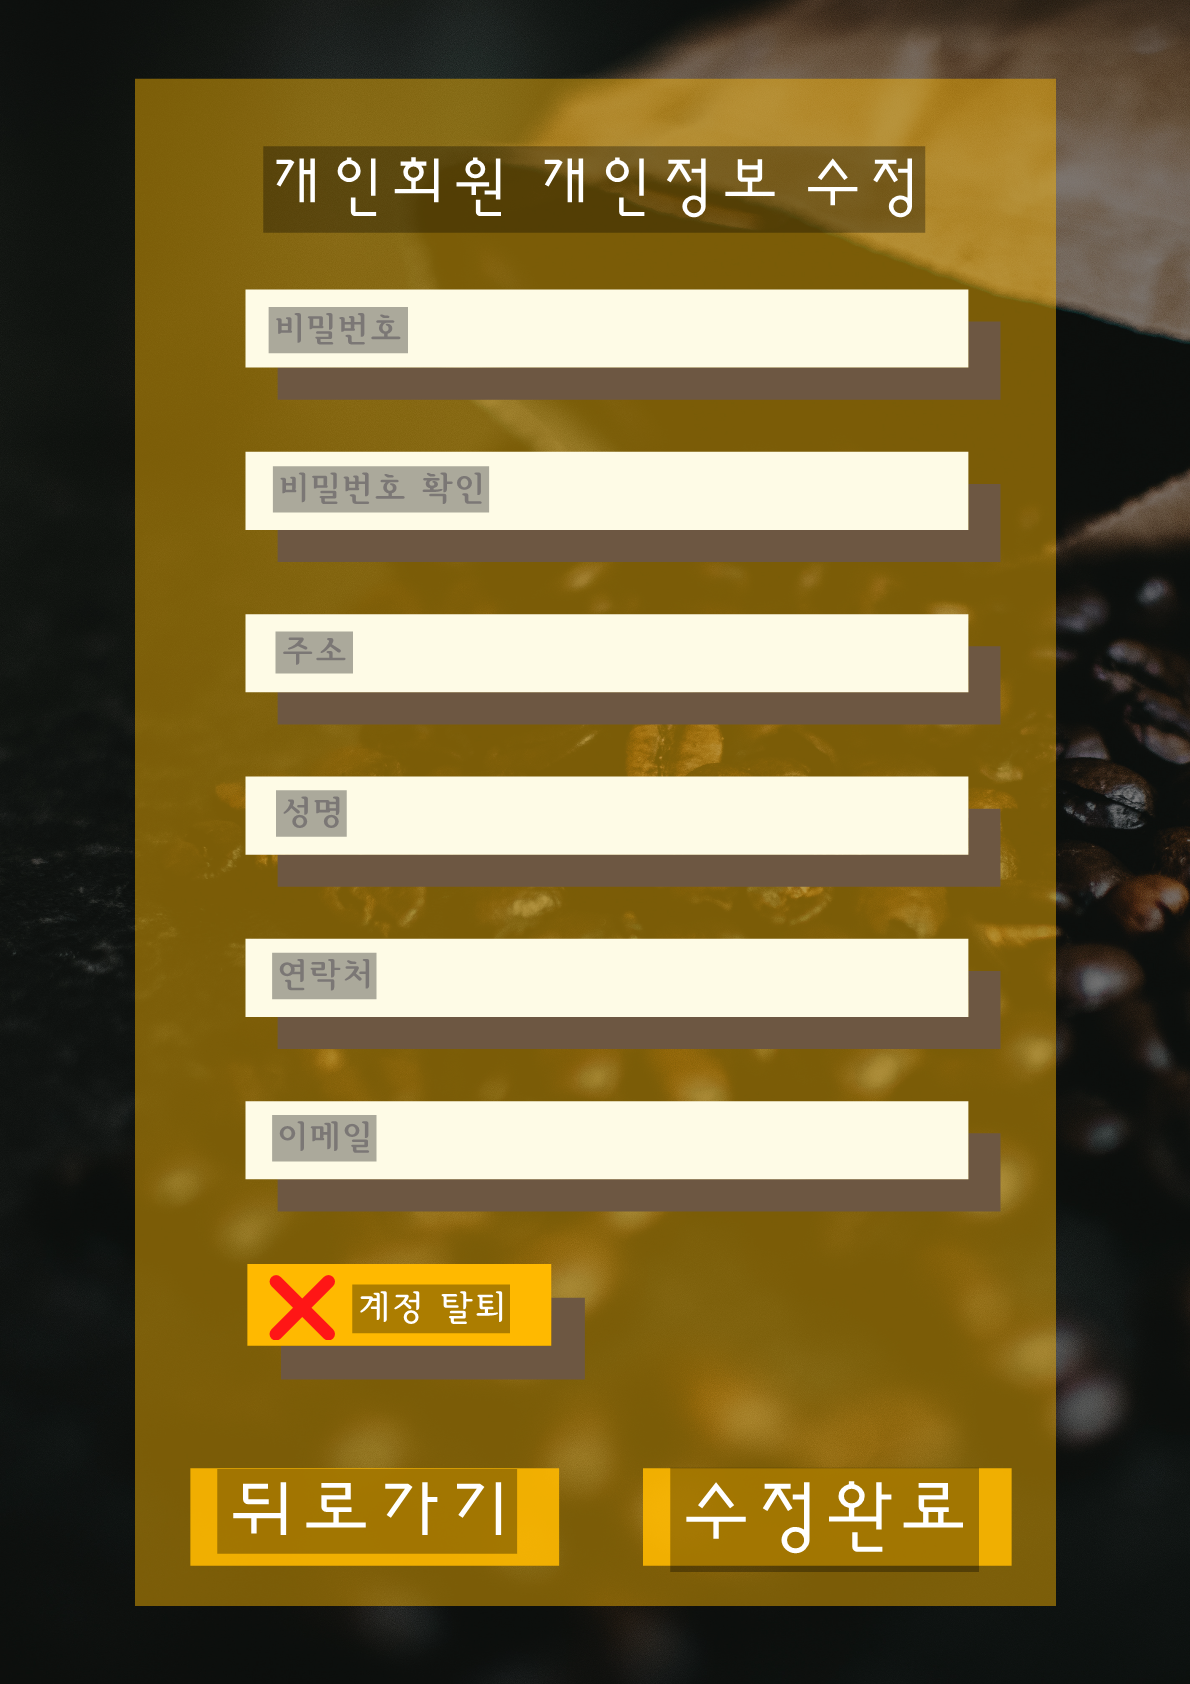 개인회원 개인정보 수정
비밀번호
비밀번호 확인
주소
성명
연락처
이메일
계정 탈퇴
뒤로가기
수정완료